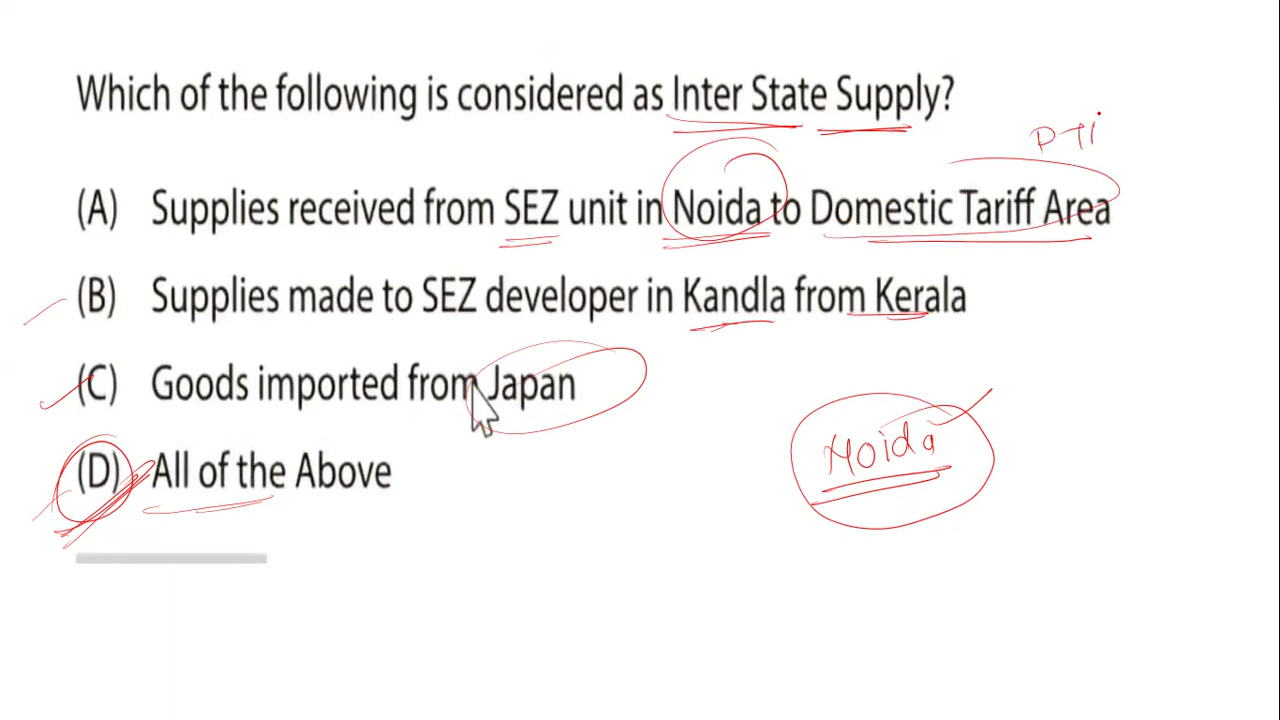 Which of the following is considered as Inter State Supply?
(A) Supplies received from SEZ unit in Noida to Domestic Tariff Area
(B) Supplies made to SEZ developer in Kandla from Kerala
(C) Goods imported from Japan
(D) All of the Above
Noida